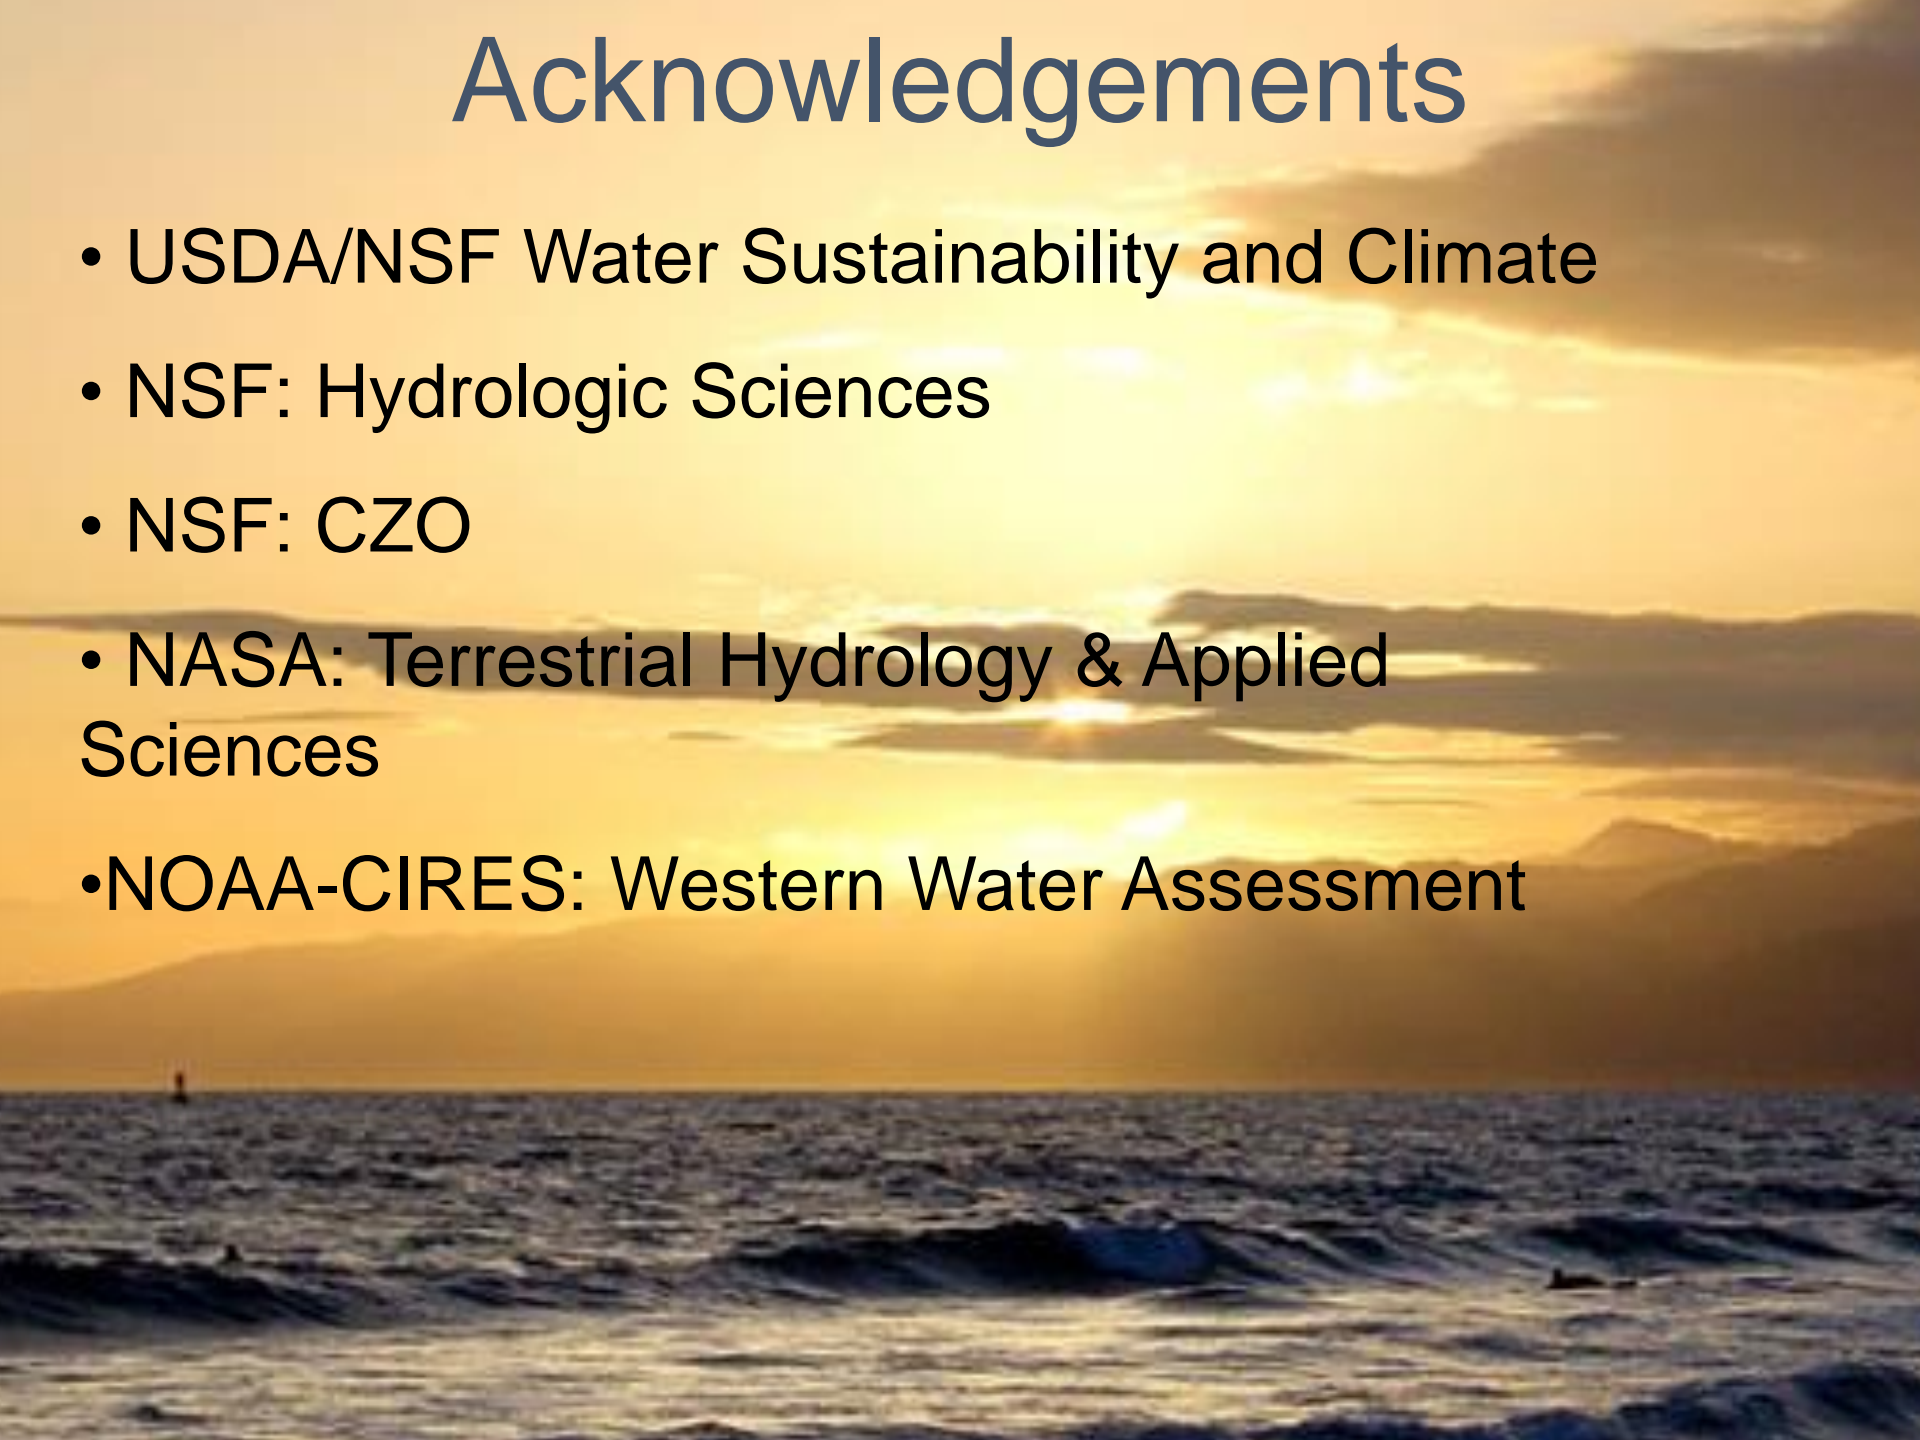 Acknowledgements
• USDA/NSF Water Sustainability and Climate
• NSF: Hydrologic Sciences
• NSF: CZO
• NASA: Terrestrial Hydrology & Applied
Sciences
•NOAA-CIRES: Western Water Assessment